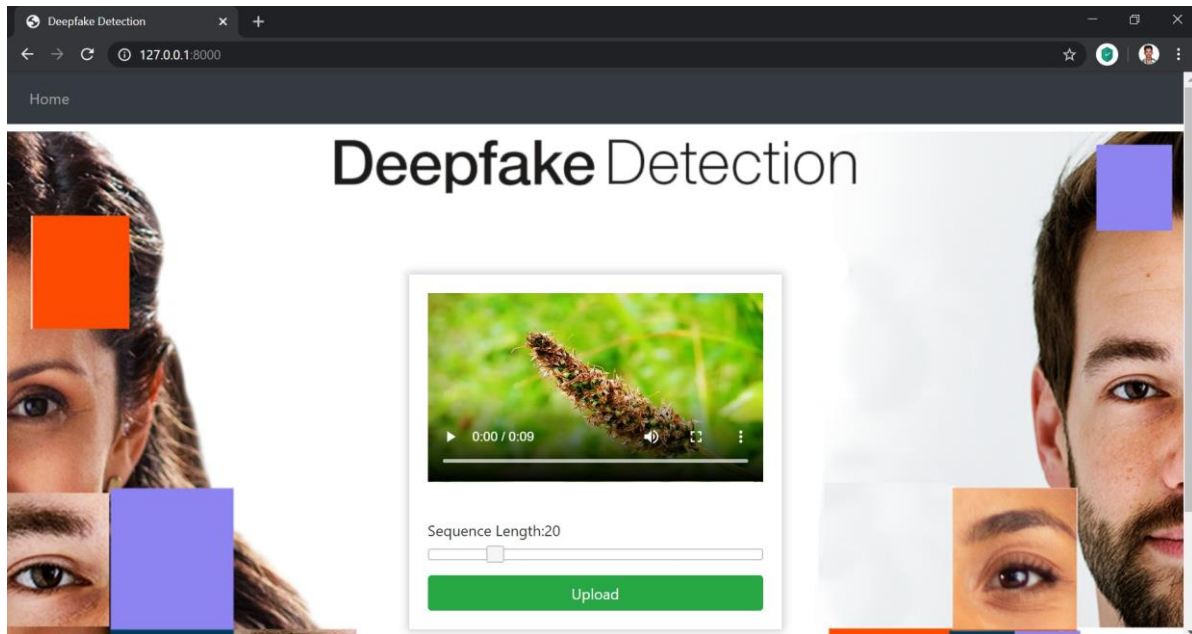 Deepfake Detection
127.0.0.1:8000
Home
Deepfake Detection
0:00 / 0:09
Sequence Length:20
Upload